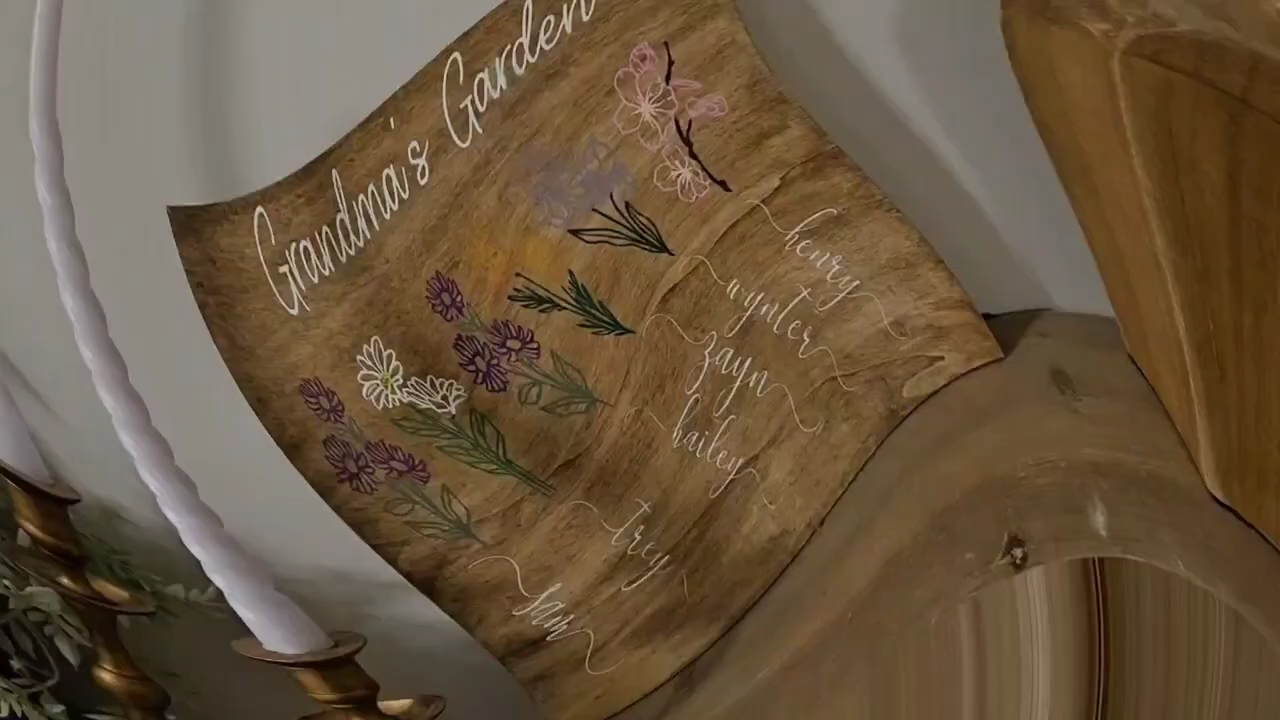 Grandma's Garden
henry
wynter
zayn
hailey
trey
sam